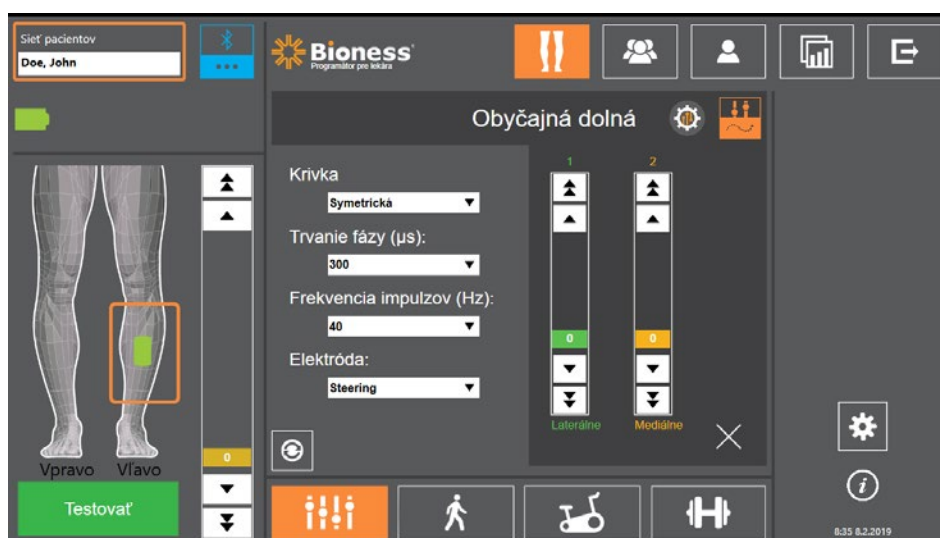 Sieť pacientov
Doe, John
Bioness
Programátor pre lekára
Obyčajná dolná
Krivka
Symetrická
Trvanie fázy (µs):
300
Frekvencia impulzov (Hz):
40
Elektróda:
Steering
1
2
0
0
Laterálne
Mediálne
Vpravo
Vľavo
0
Testovať
8:35 8.2.2019